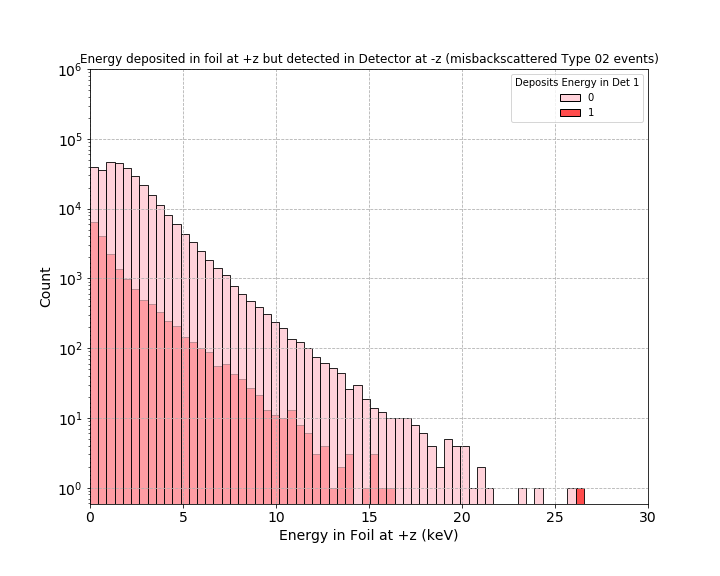 Energy deposited in foil at +z but detected in Detector at -z (misbackscattered Type 02 events)
Deposits Energy in Det 1
0
1
10^6
10^5
10^4
10^3
10^2
10^1
10^0
Count
0 5 10 15 20 25 30
Energy in Foil at +z (keV)